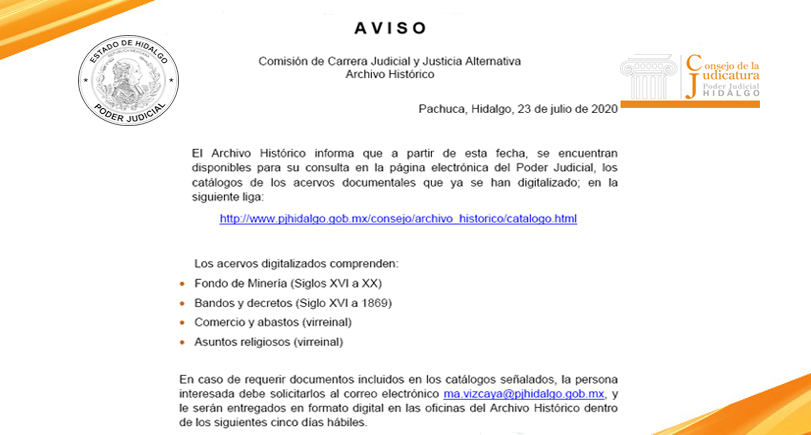 AVISO
ESTADO DE HIDALGO
PODER JUDICIAL
Comisión de Carrera Judicial y Justicia Alternativa
Archivo Histórico
Consejo de la
Judicatura
Poder Judicial
HIDALGO
Pachuca, Hidalgo, 23 de julio de 2020
El Archivo Histórico informa que a partir de esta fecha, se encuentran
disponibles para su consulta en la página electrónica del Poder Judicial, los
catálogos de los acervos documentales que ya se han digitalizado; en la
siguiente liga:
http://www.pjhidalgo.gob.mx/consejo/archivo_historico/catalogo.html
Los acervos digitalizados comprenden:
• Fondo de Minería (Siglos XVI a XX)
• Bandos y decretos (Siglo XVI a 1869)
• Comercio y abastos (virreinal)
• Asuntos religiosos (virreinal)
En caso de requerir documentos incluidos en los catálogos señalados, la persona
interesada debe solicitarlos al correo electrónico ma.vizcaya@pjhidalgo.gob.mx, y
le serán entregados en formato digital en las oficinas del Archivo Histórico dentro
de los siguientes cinco días hábiles.